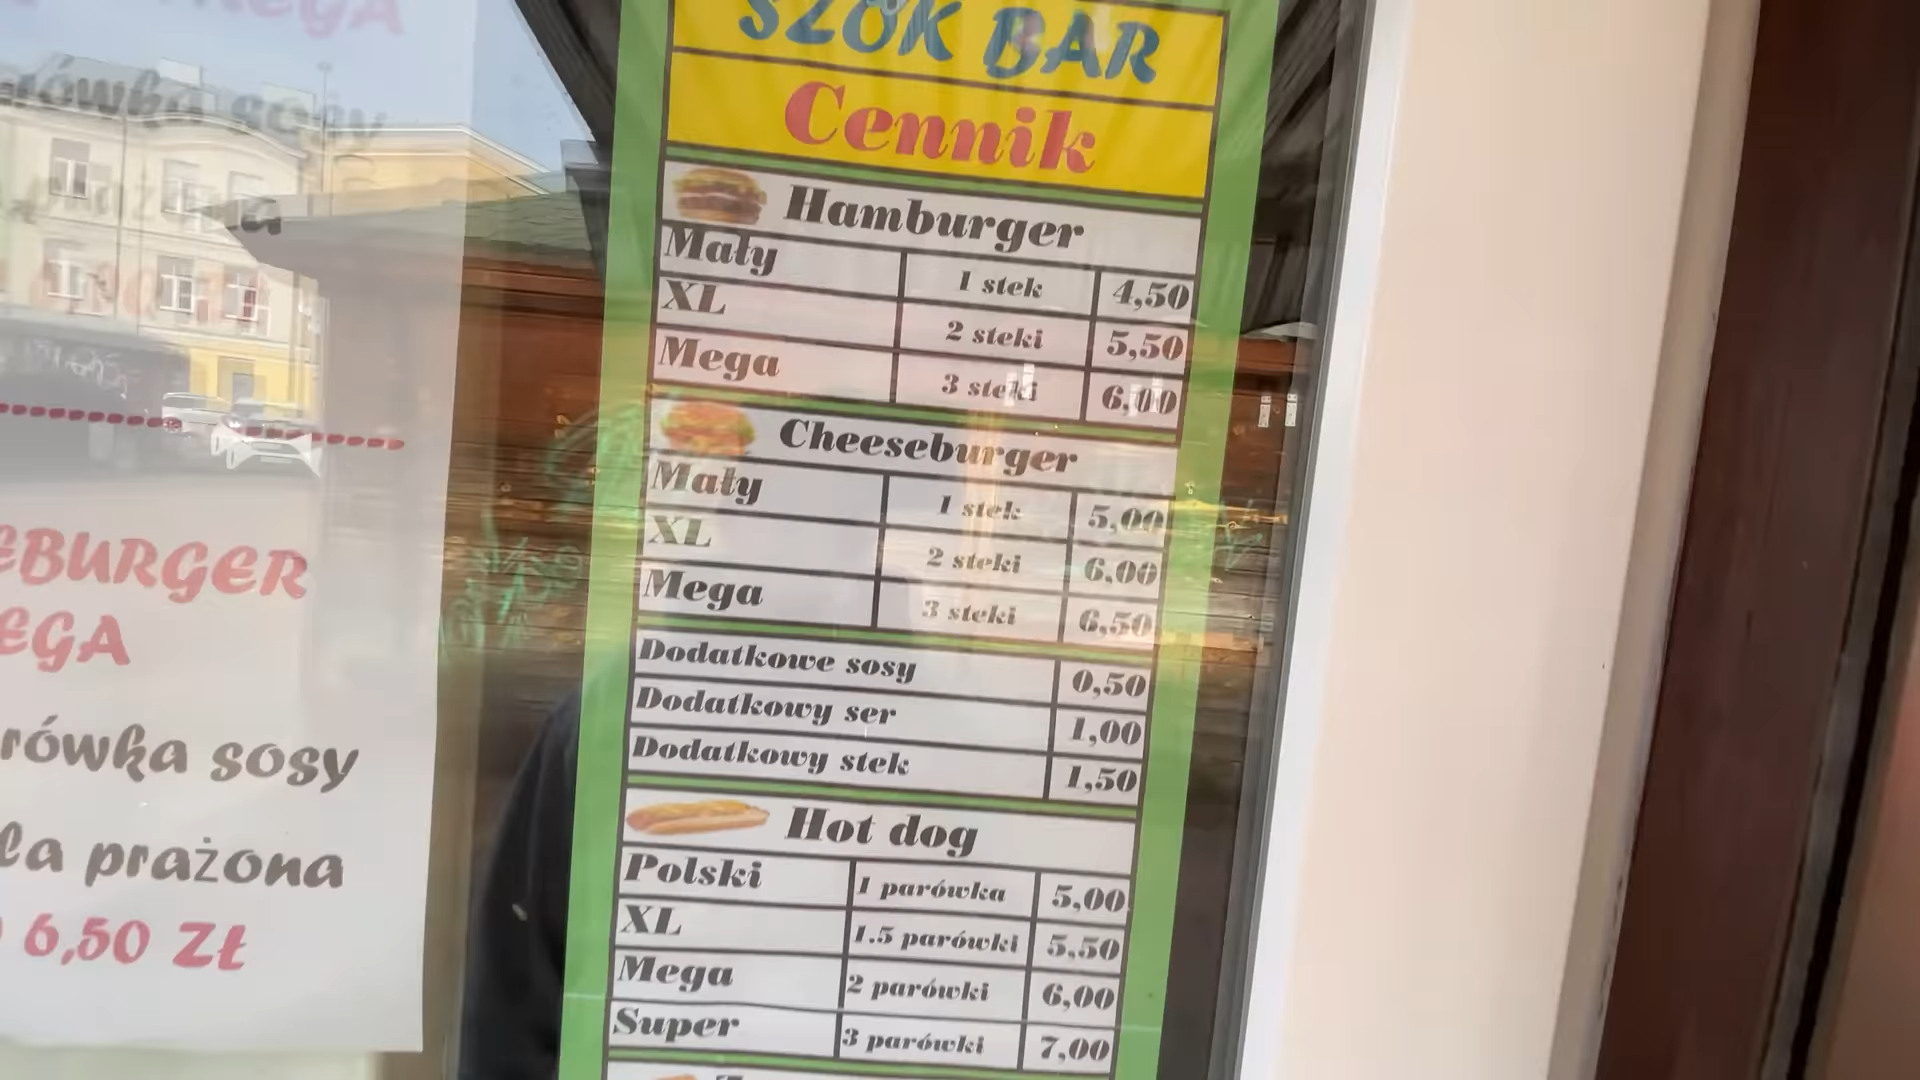 SZOK BAR
Cennik
Hamburger
Mały 1 stek 4,50
XL 2 steki 5,50
Mega 3 steki 6,00
Cheeseburger
Mały 1 stek 5,00
XL 2 steki 6,00
Mega 3 steki 6,50
Dodatkowe sosy 0,50
Dodatkowy ser 1,00
Dodatkowy stek 1,50
Hot dog
Polski 1 parówka 5,00
XL 1.5 parówki 5,50
Mega 2 parówki 6,00
Super 3 parówki 7,00
EGA
rówka sosy
EBURGER
EGA
rówka sosy
la prażona
6,50 ZŁ